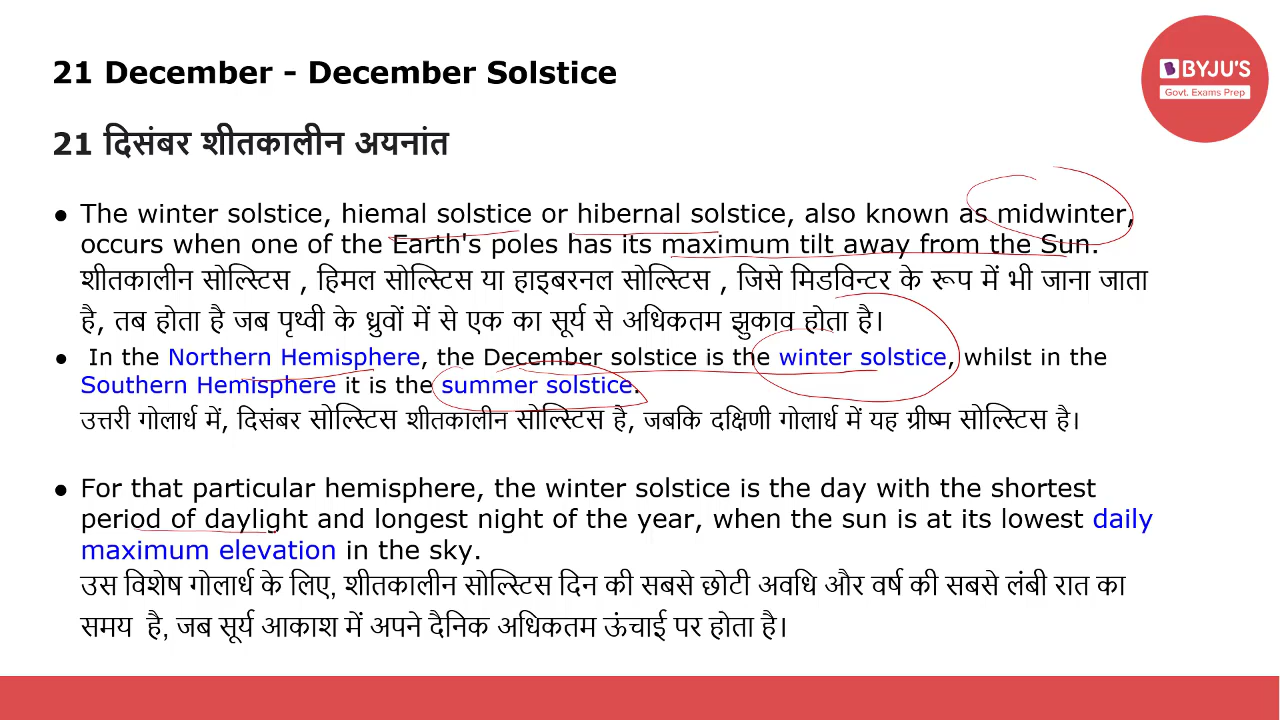 21 December - December Solstice
BYJU'S
Govt. Exams Prep
21 दिसंबर शीतकालीन अयनांत
● The winter solstice, hiemal solstice or hibernal solstice, also known as midwinter,
occurs when one of the Earth's poles has its maximum tilt away from the Sun.
शीतकालीन सोल्स्टिस , हिमल सोल्स्टिस या हाइबरनल सोल्स्टिस , जिसे मिडविन्टर के रूप में भी जाना जाता
है, तब होता है जब पृथ्वी के ध्रुवों में से एक का सूर्य से अधिकतम झुकाव होता है।
● In the Northern Hemisphere, the December solstice is the winter solstice, whilst in the
Southern Hemisphere it is the summer solstice.
उत्तरी गोलार्ध में, दिसंबर सोल्स्टिस शीतकालीन सोल्स्टिस है, जबकि दक्षिणी गोलार्ध में यह ग्रीष्म सोल्स्टिस है।
● For that particular hemisphere, the winter solstice is the day with the shortest
period of daylight and longest night of the year, when the sun is at its lowest daily
maximum elevation in the sky.
उस विशेष गोलार्ध के लिए, शीतकालीन सोल्स्टिस दिन की सबसे छोटी अवधि और वर्ष की सबसे लंबी रात का
समय है, जब सूर्य आकाश में अपने दैनिक अधिकतम ऊंचाई पर होता है।